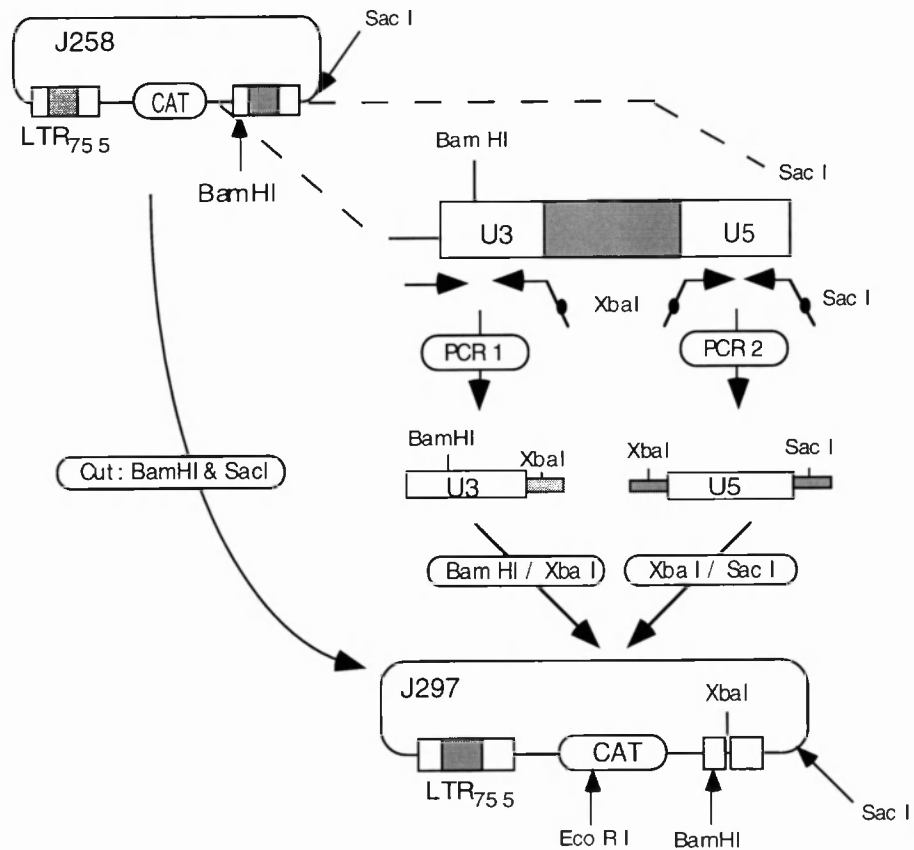 Sac I
J258
CAT
LTR755
BamHI
Bam HI
Sac I
U3
U5
XbaI
Sac I
PCR 1
PCR 2
BamHI
XbaI
XbaI
Sac I
U3
U5
Cut: BamHI & SacI
Bam HI / Xba I
Xba I / Sac I
J297
XbaI
CAT
LTR755
Eco R I
BamHI
Sac I